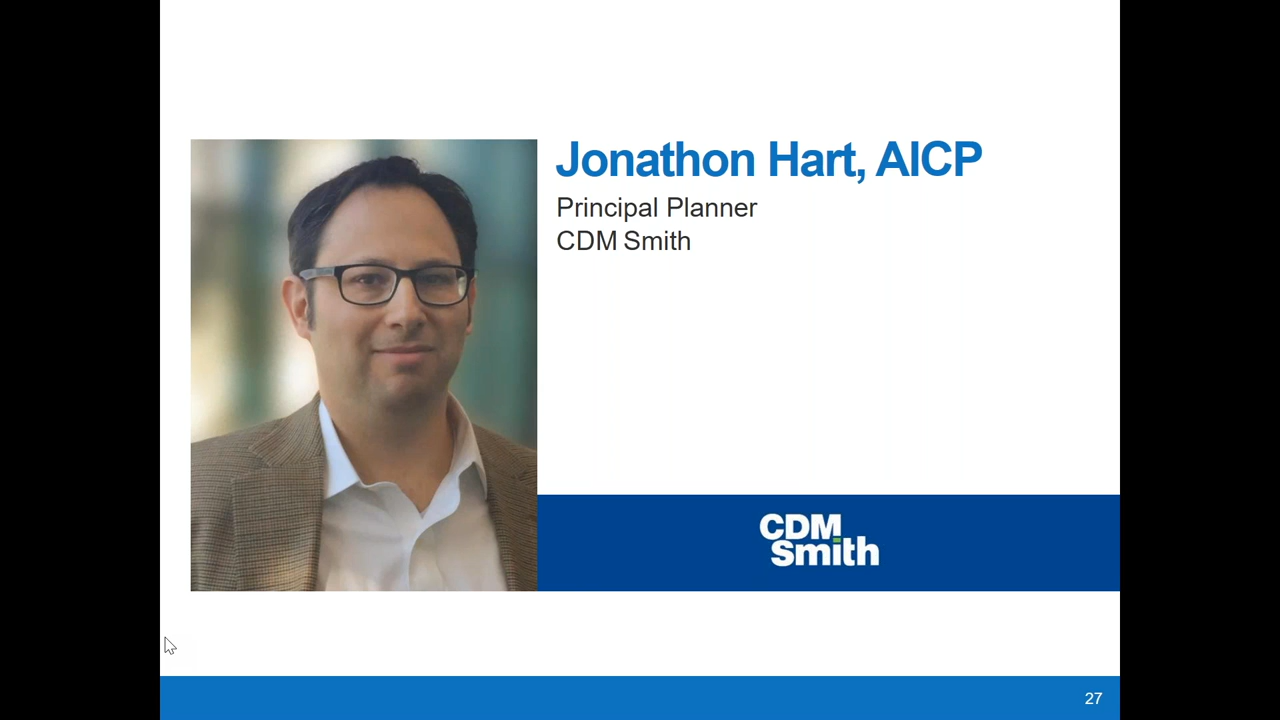 Jonathon Hart, AICP
Principal Planner
CDM Smith
CDM
Smith
27